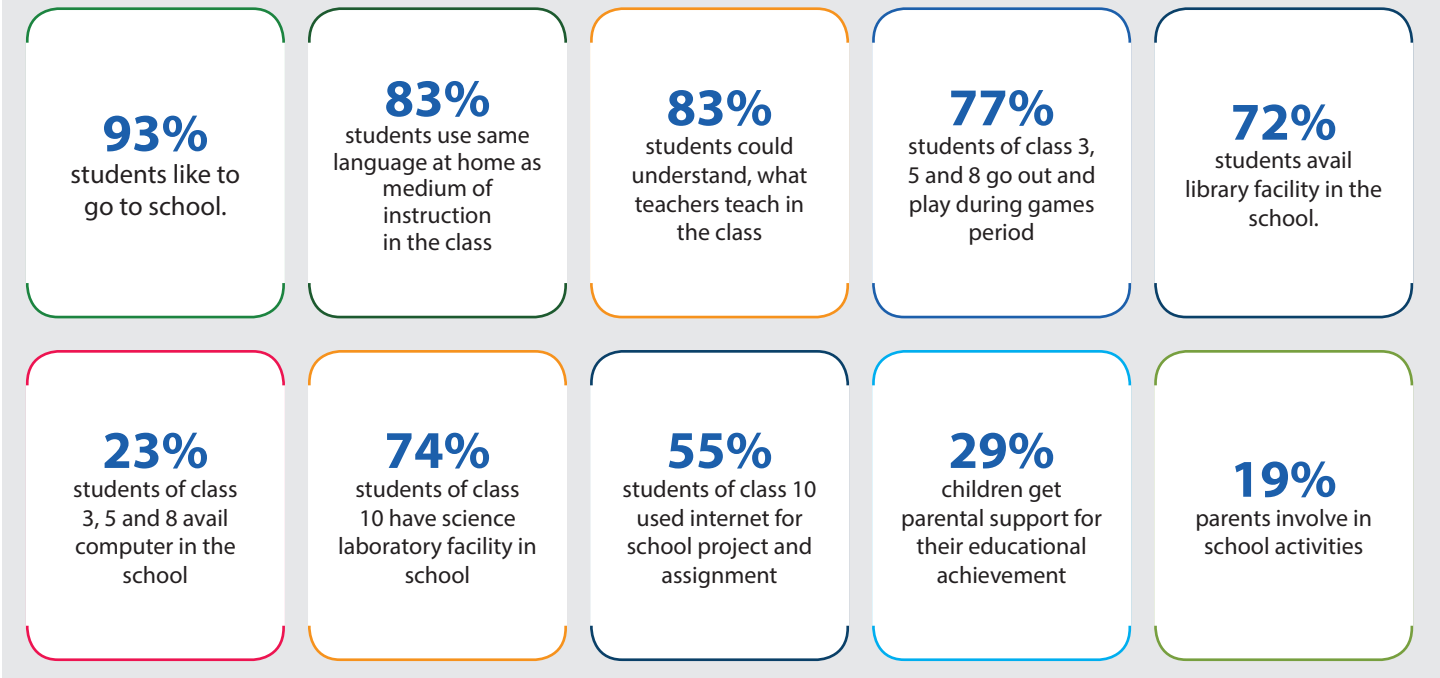 93%
students like to
go to school.
83%
students use same
language at home as
medium of
instruction
in the class
83%
students could
understand, what
teachers teach in
the class
77%
students of class 3,
5 and 8 go out and
play during games
period
72%
students avail
library facility in the
school.
23%
students of class
3, 5 and 8 avail
computer in the
school
74%
students of class
10 have science
laboratory facility in
school
55%
students of class 10
used internet for
school project and
assignment
29%
children get
parental support for
their educational
achievement
19%
parents involve in
school activities